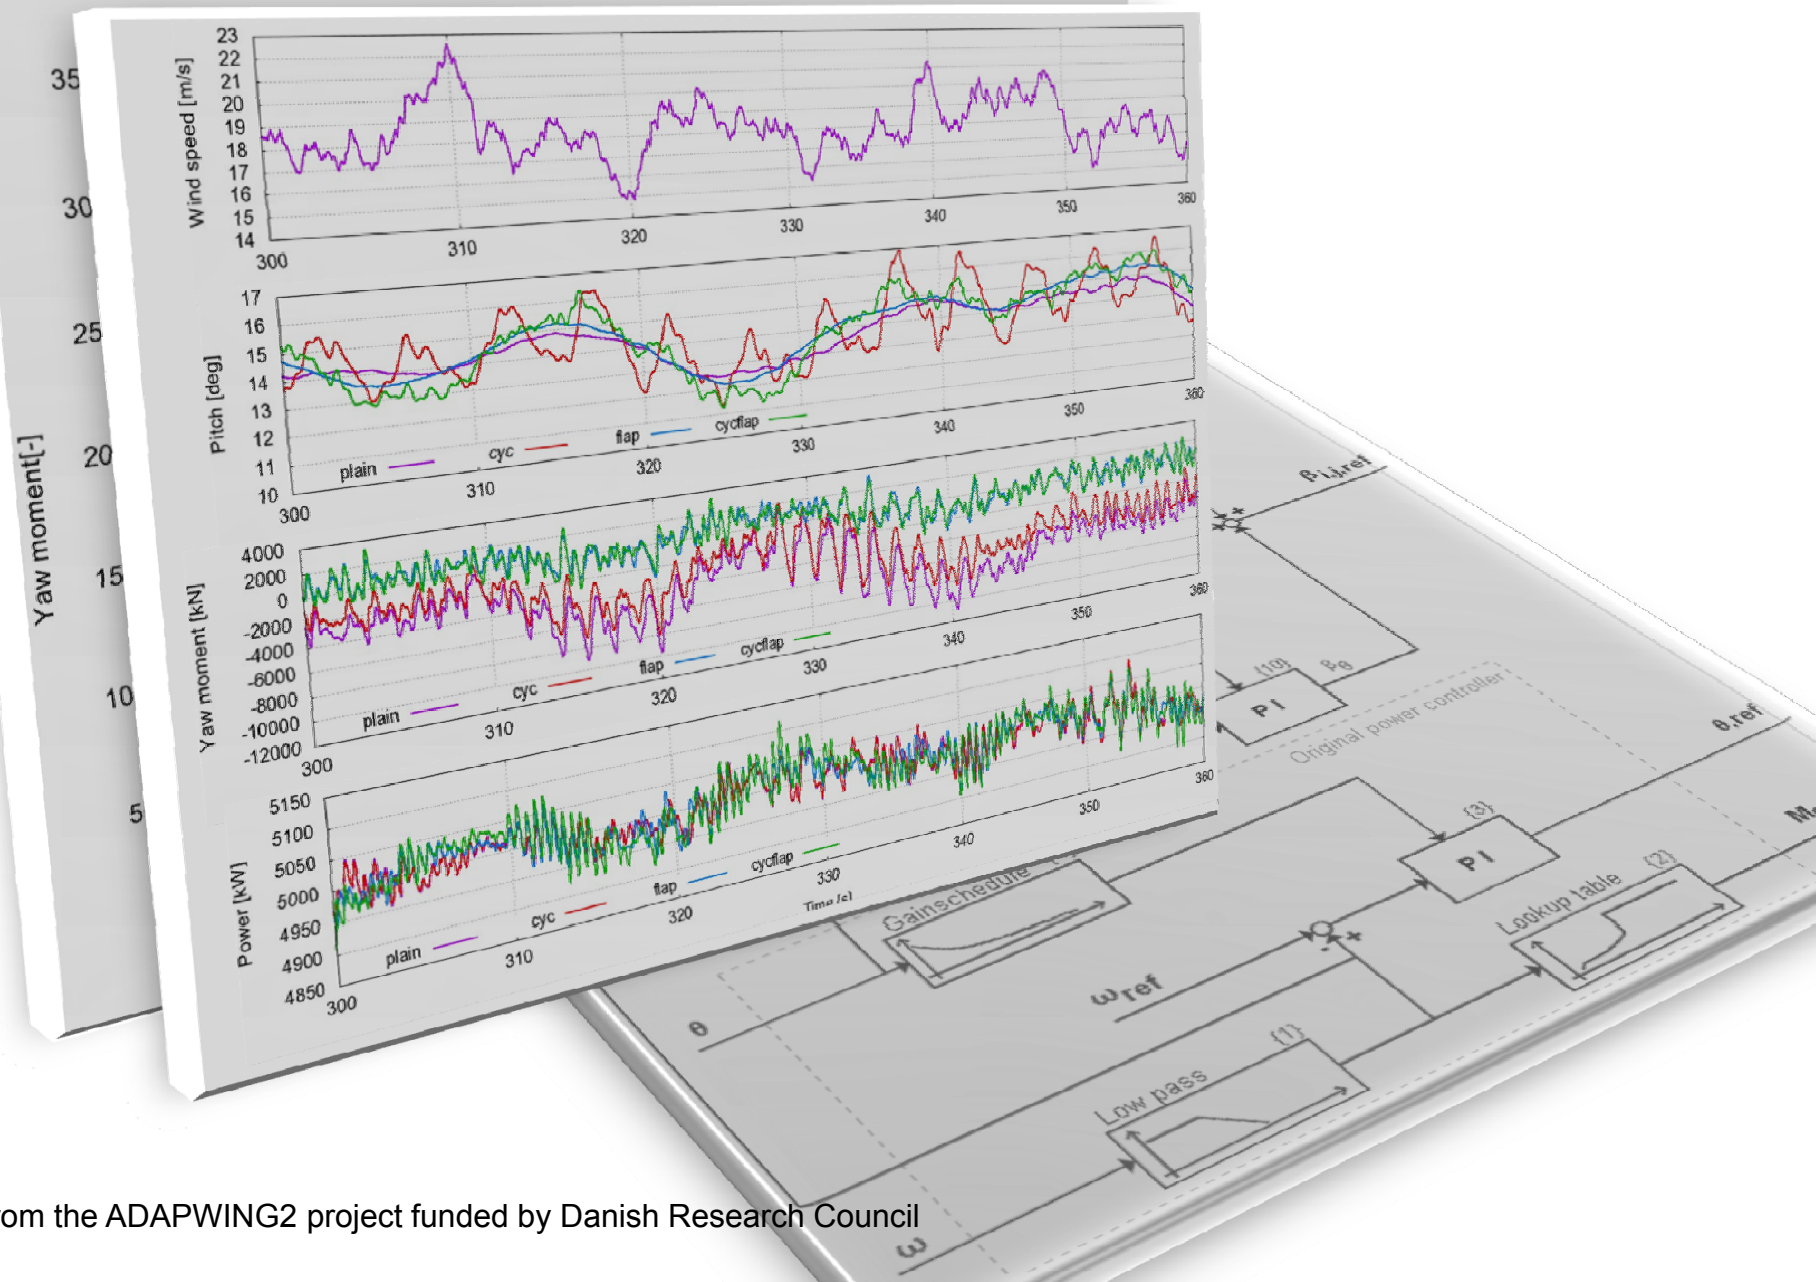 Yaw moment[-]
35
30
25
20
15
10
5
Wind speed [m/s]
23
22
21
20
19
18
17
16
15
14
300 310 320 330 340 350 360
Pitch [deg]
17
16
15
14
13
12
11
10
plain cyc flap cycflap
300 310 320 330 340 350 360
Yaw moment [kN]
4000
2000
0
-2000
-4000
-6000
-8000
-10000
-12000
plain cyc flap cycflap
300 310 320 330 340 350 360
Power [kW]
5150
5100
5050
5000
4950
4900
4850
plain cyc flap cycflap
300 310 320 330 340 350 360
Time [s]
βi,j,ref
{10}
PI
βθ
Original power controller
θ,ref
{3}
PI
Gainschedule
{2}
Lookup table
θ
ωref
- +
{1}
Low pass
ω
om the ADAPWING2 project funded by Danish Research Council